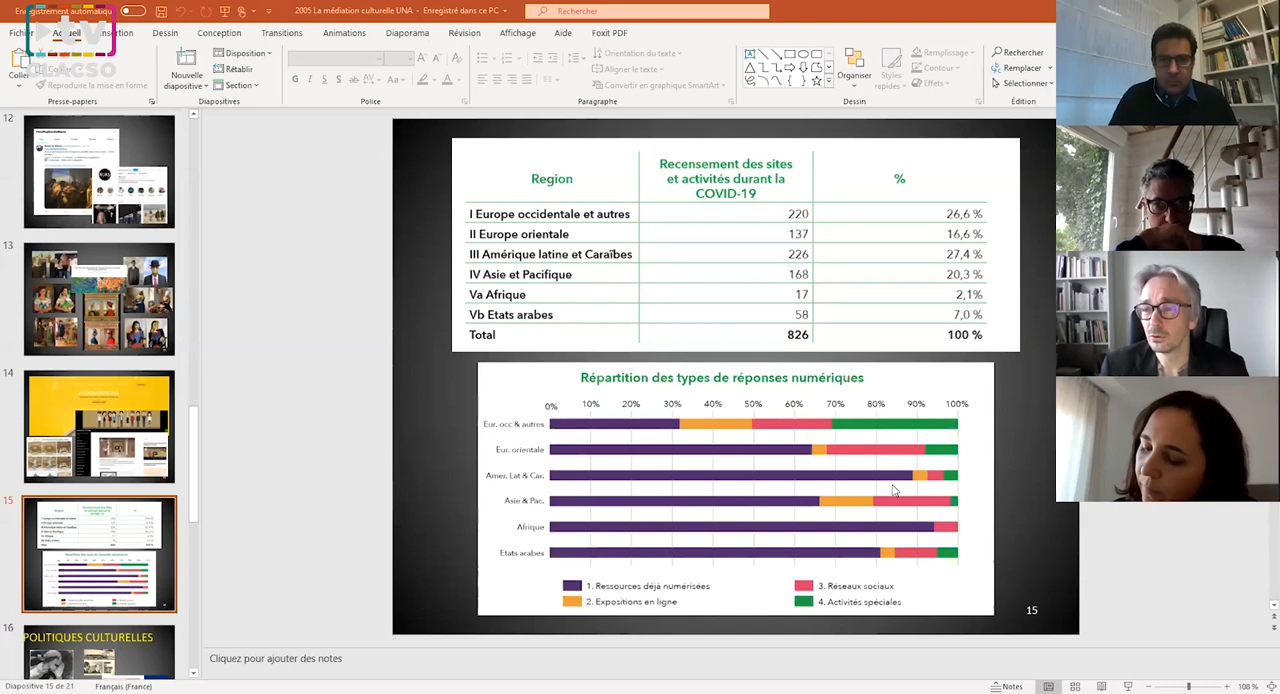 Enregistrement automatique
2005 La médiation culturelle UNA - Enregistré dans ce PC
Rechercher
tv
CLACSO
Fichier Accueil Insertion Dessin Conception Transitions Animations Diaporama Révision Affichage Aide Foxit PDF
Coller
Reproduire la mise en forme
Presse-papiers
Nouvelle diapositive
Disposition
Rétablir
Section
Diapositives
G I S S ab AV Aa
Police
Orientation du texte
Aligner le texte
Convertir en graphique SmartArt
Paragraphe
Organiser
Styles rapides
Remplissage
Contour
Effets
Dessin
Rechercher
Remplacer
Sélectionner
Édition
12
13
14
15
16
POLITIQUES CULTURELLES
Region Recensement des sites et activités durant la COVID-19 %
I Europe occidentale et autres 220 26,6 %
II Europe orientale 137 16,6 %
III Amérique latine et Caraïbes 226 27,4 %
IV Asie et Pacifique 168 20,3 %
Va Afrique 17 2,1%
Vb Etats arabes 58 7,0 %
Total 826 100 %
Répartition des types de réponses numériques
0% 10% 20% 30% 40% 50% 60% 70% 80% 90% 100%
Eur. occ & autres
Eur. orientale
Amer. Lat & Car.
Asie & Pac.
Afrique
Etats arabes
1. Ressources déjà numérisées
2. Expositions en ligne
3. Réseaux sociaux
4. Activités spéciales
15
Cliquez pour ajouter des notes
Diapositive 15 de 21 Français (France)
Notes
108 %